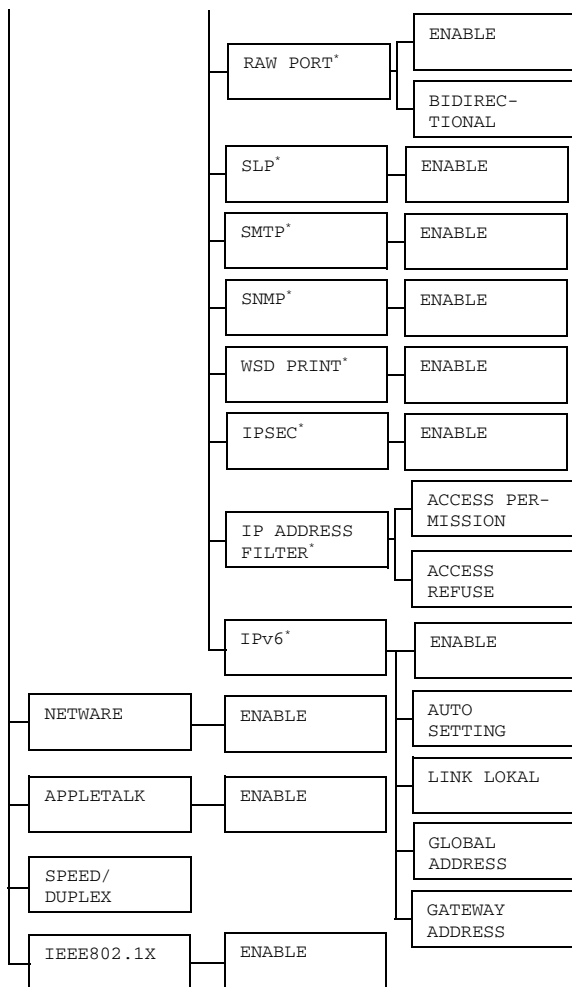 RAW PORT*
ENABLE
BIDIREC-
TIONAL
SLP*
ENABLE
SMTP*
ENABLE
SNMP*
ENABLE
WSD PRINT*
ENABLE
IPSEC*
ENABLE
IP ADDRESS
FILTER*
ACCESS PER-
MISSION
ACCESS
REFUSE
IPv6*
ENABLE
AUTO
SETTING
LINK LOKAL
GLOBAL
ADDRESS
GATEWAY
ADDRESS
NETWARE
ENABLE
APPLETALK
ENABLE
SPEED/
DUPLEX
IEEE802.1X
ENABLE